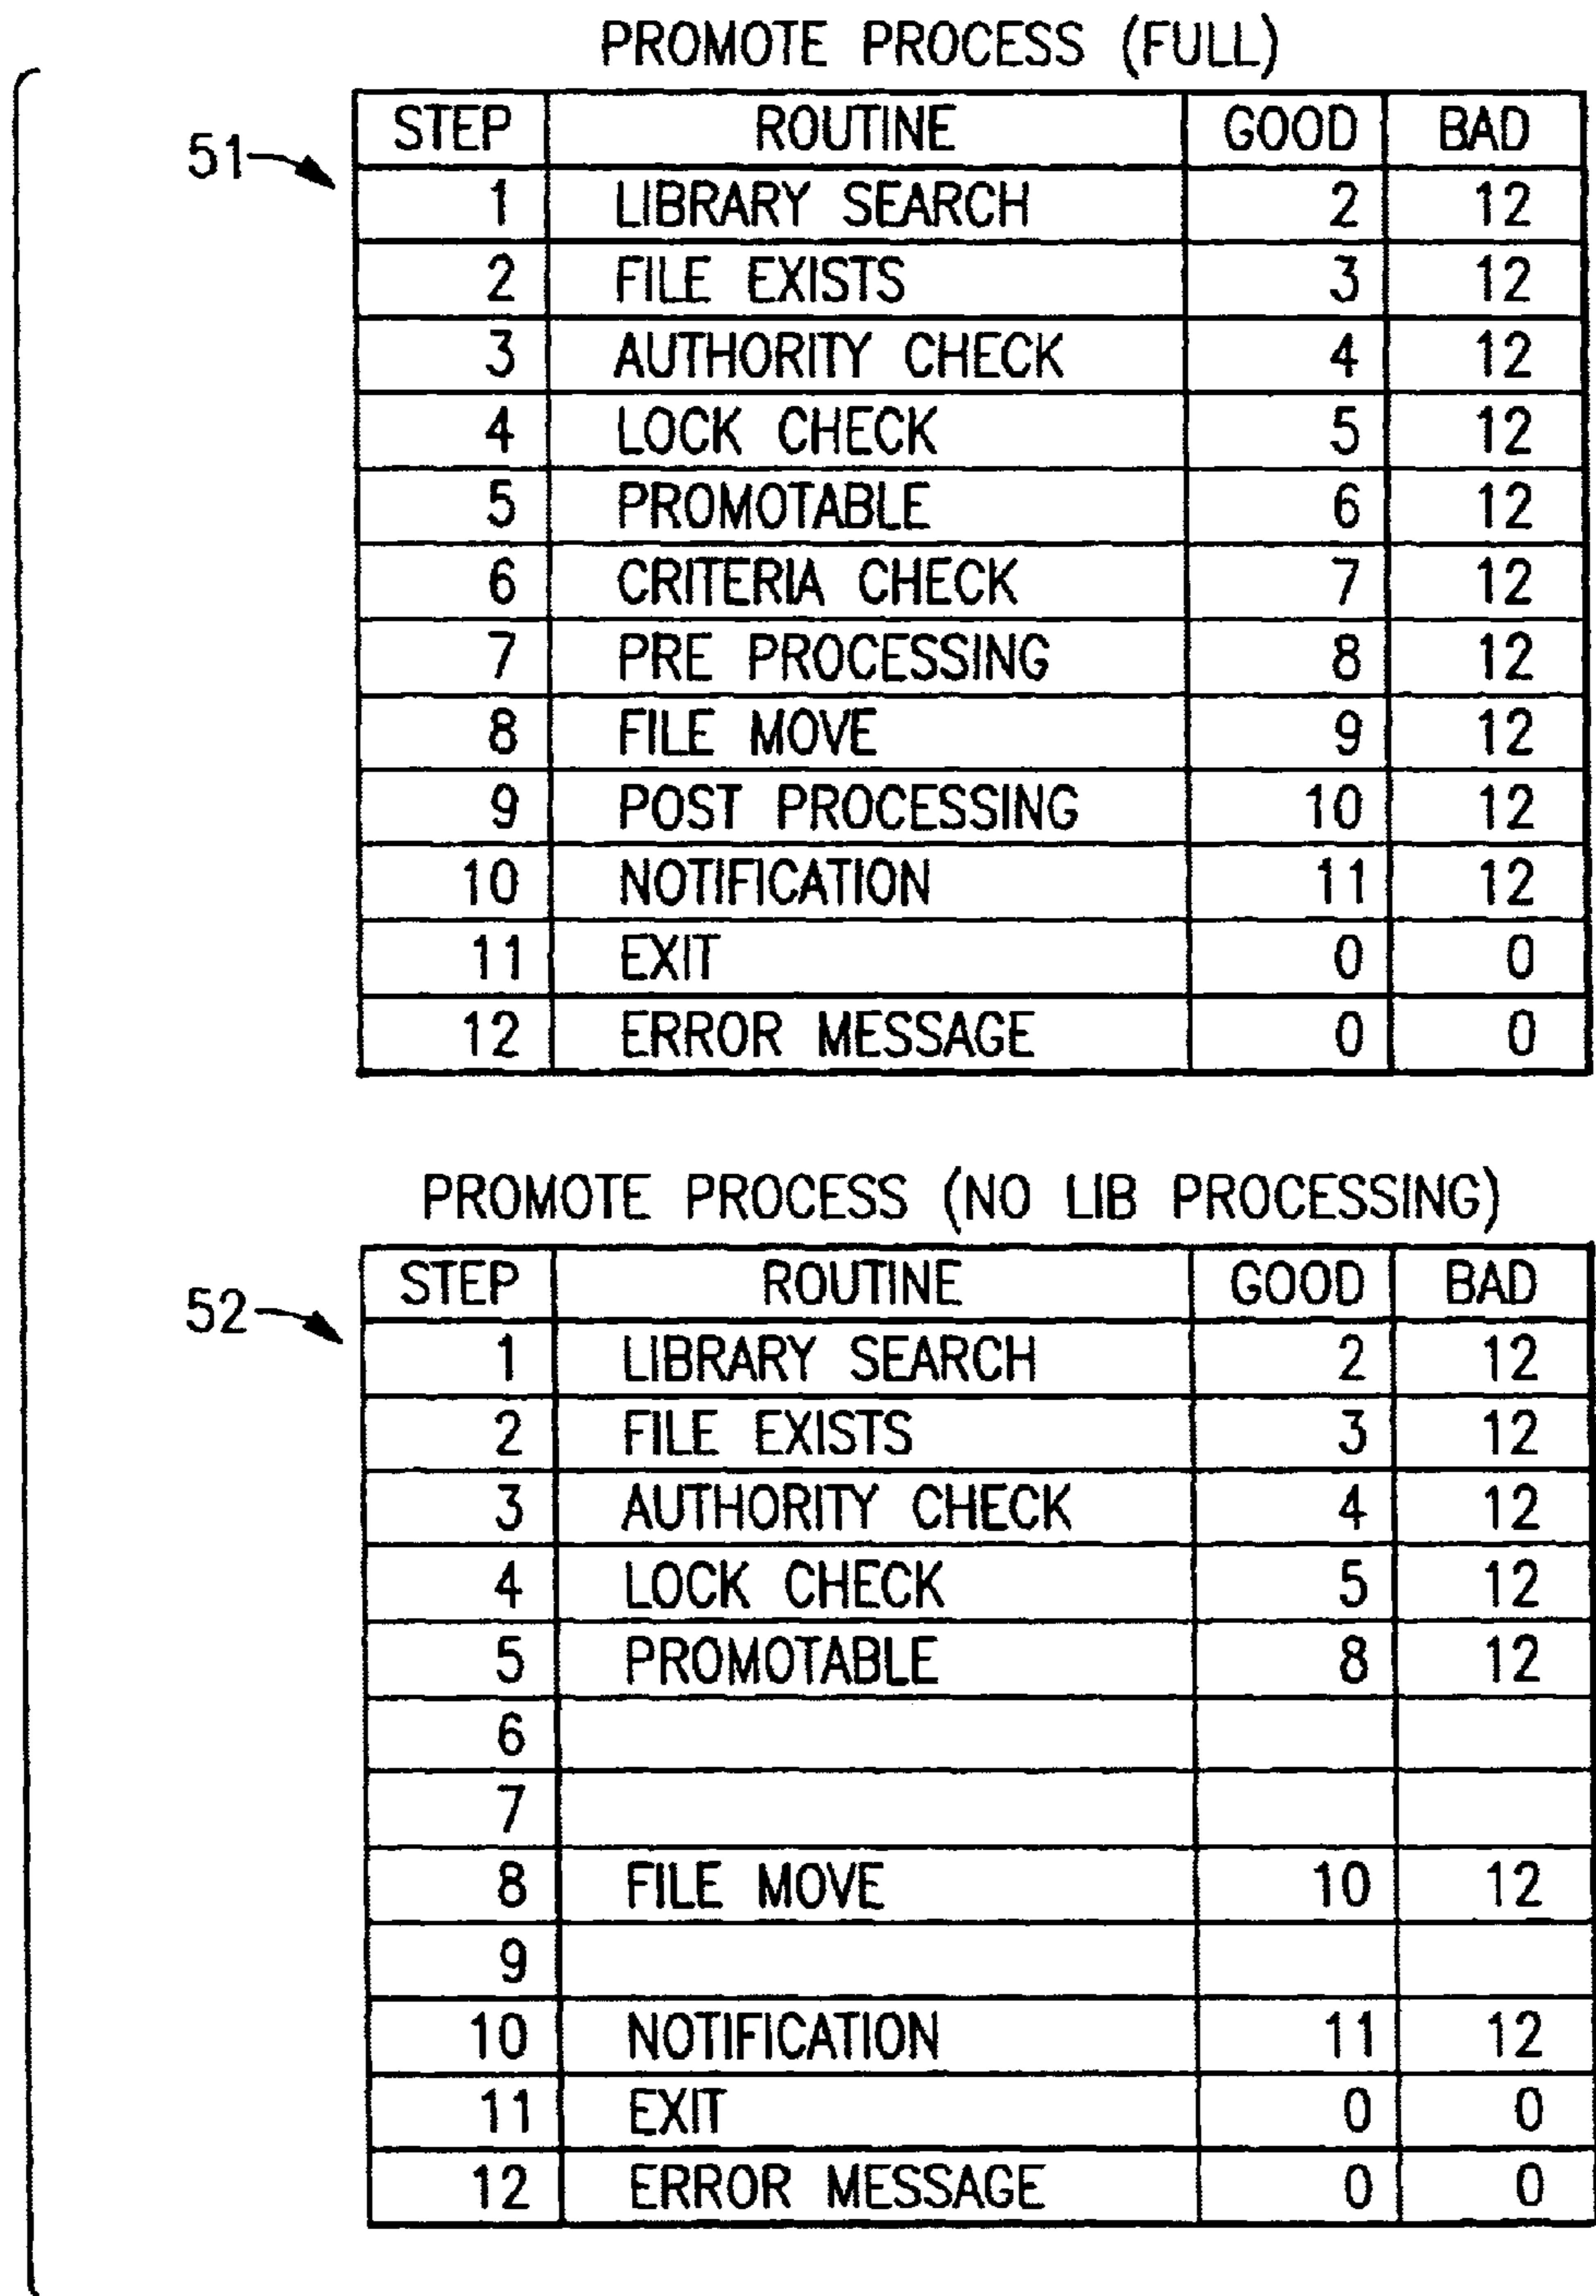 PROMOTE PROCESS (FULL)
51
STEP ROUTINE GOOD BAD
1 LIBRARY SEARCH 2 12
2 FILE EXISTS 3 12
3 AUTHORITY CHECK 4 12
4 LOCK CHECK 5 12
5 PROMOTABLE 6 12
6 CRITERIA CHECK 7 12
7 PRE PROCESSING 8 12
8 FILE MOVE 9 12
9 POST PROCESSING 10 12
10 NOTIFICATION 11 12
11 EXIT 0 0
12 ERROR MESSAGE 0 0
PROMOTE PROCESS (NO LIB PROCESSING)
52
STEP ROUTINE GOOD BAD
1 LIBRARY SEARCH 2 12
2 FILE EXISTS 3 12
3 AUTHORITY CHECK 4 12
4 LOCK CHECK 5 12
5 PROMOTABLE 8 12
6
7
8 FILE MOVE 10 12
9
10 NOTIFICATION 11 12
11 EXIT 0 0
12 ERROR MESSAGE 0 0